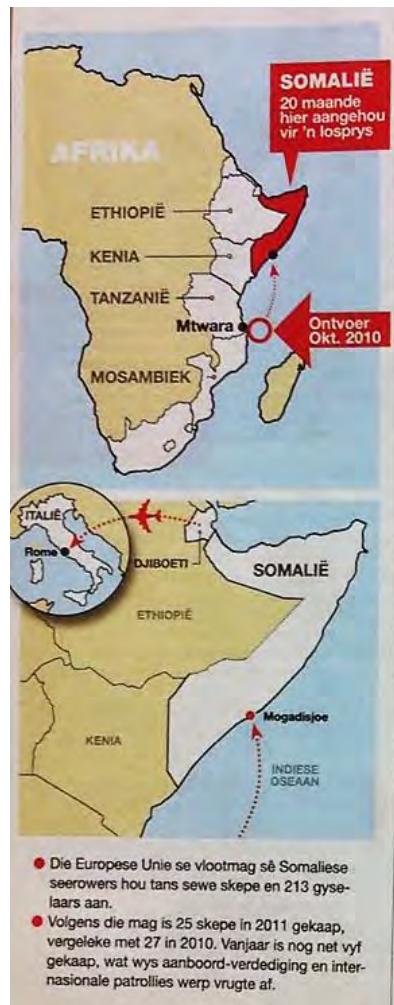 SOMALIË
20 maande
hier aangehou
vir 'n losprys
AFRIKA
ETHIOPIË
KENIA
TANZANIË
Mtwara
Ontvoer
Okt. 2010
MOSAMBIEK
ITALIË
Rome
DJIBOETI
SOMALIË
ETHIOPIË
Mogadisjoe
KENIA
INDIESE
OSEAAN
Die Europese Unie se vlootmag sê Somaliese
seerowers hou tans sewe skepe en 213 gyse-
laars aan.
Volgens die mag is 25 skepe in 2011 gekaap,
vergeleke met 27 in 2010. Vanjaar is nog net vyf
gekaap, wat wys aanboord-verdediging en inter-
nasionale patrollies werp vrugte af.